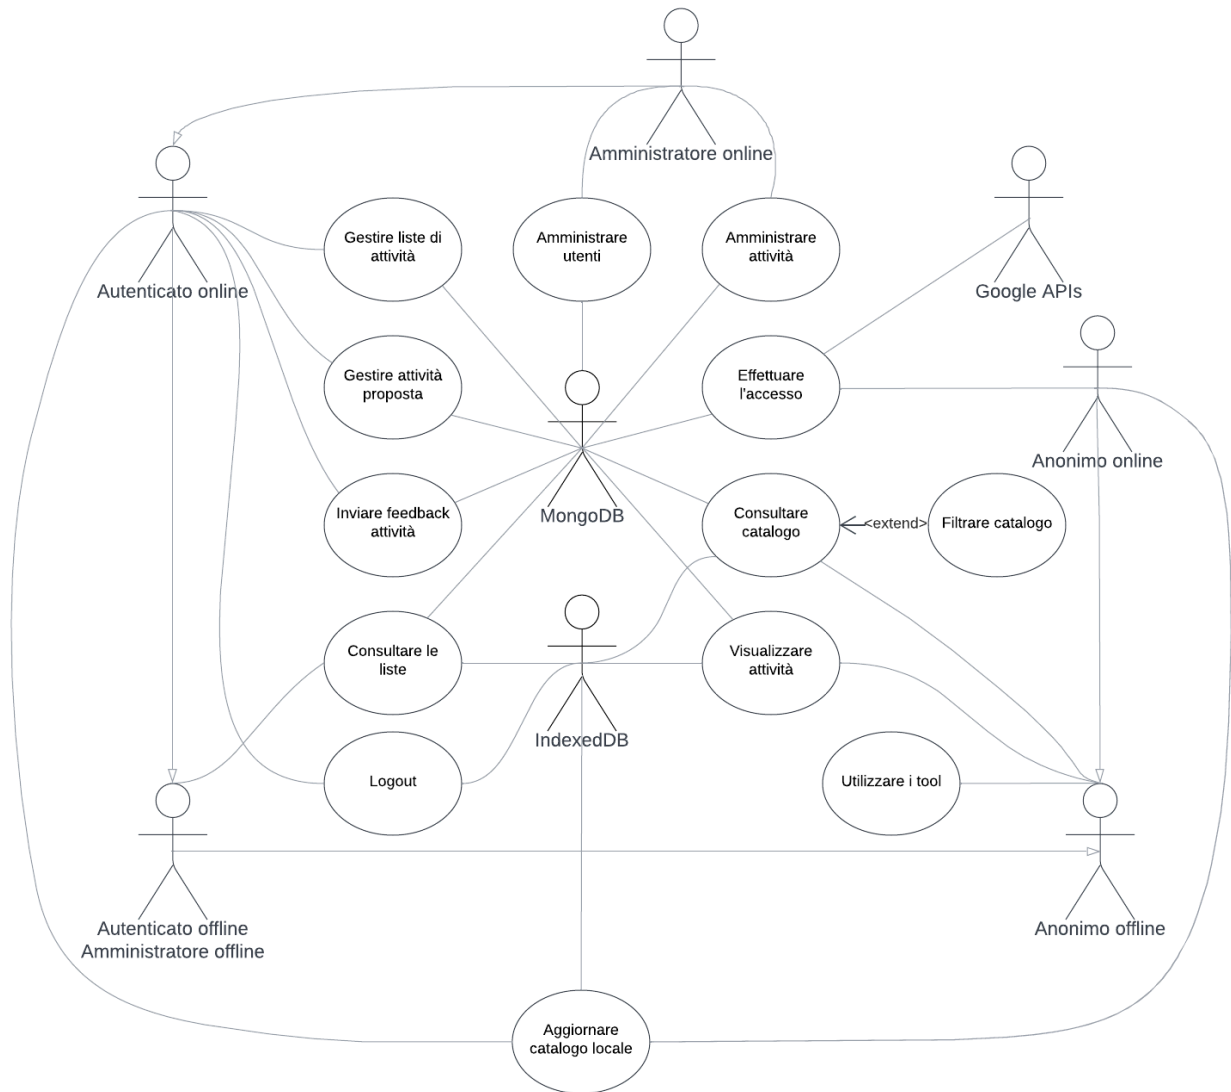 Amministratore online
Autenticato online
Gestire liste di
attività
Amministrare
utenti
Amministrare
attività
Google APIs
Gestire attività
proposta
Effettuare
l'accesso
Anonimo online
MongoDB
Inviare feedback
attività
Consultare
catalogo
<extend>
Filtrare catalogo
Consultare le
liste
IndexedDB
Visualizzare
attività
Logout
Utilizzare i tool
Autenticato offline
Amministratore offline
Anonimo offline
Aggiornare
catalogo locale